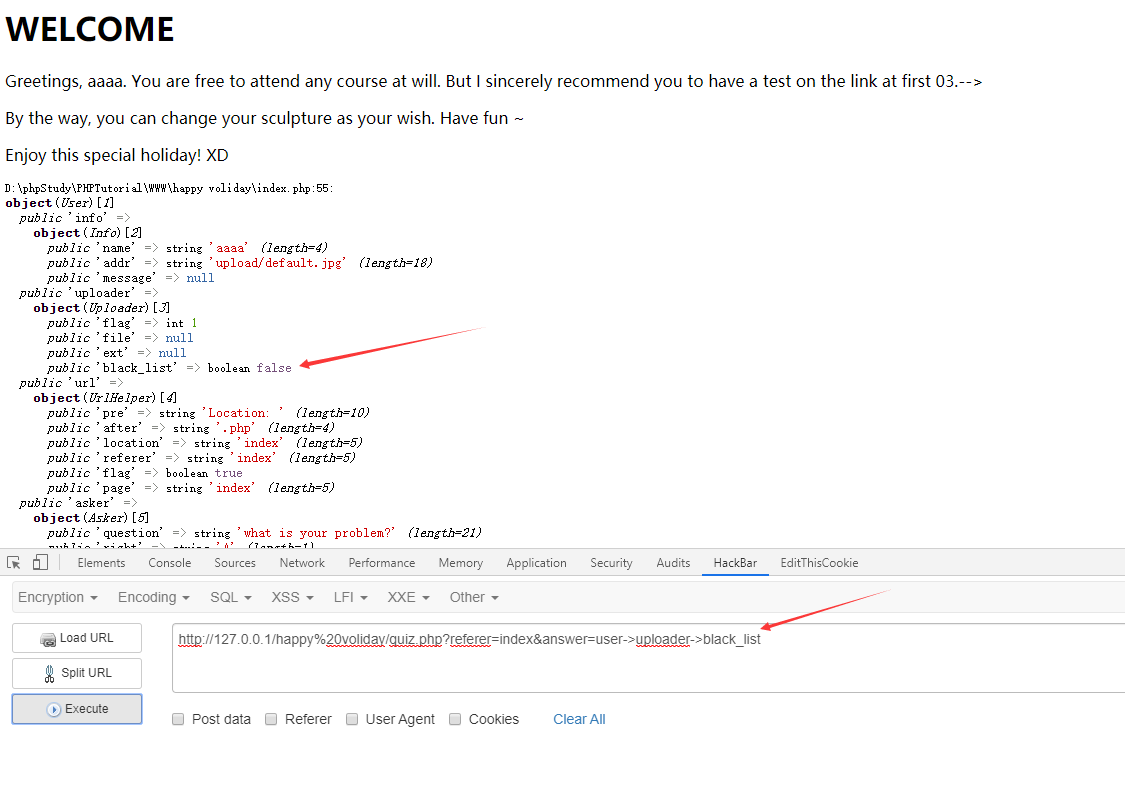 WELCOME
Greetings, aaaa. You are free to attend any course at will. But I sincerely recommend you to have a test on the link at first 03.-->
By the way, you can change your sculpture as your wish. Have fun ~
Enjoy this special holiday! XD
D:\phpStudy\PHPTutorial\WWW\happy voliday\index.php:55:
object(User)[1]
public 'info' =>
object(Info)[2]
public 'name' => string 'aaaa' (length=4)
public 'addr' => string 'upload/default.jpg' (length=18)
public 'message' => null
public 'uploader' =>
object(Uploader)[3]
public 'flag' => int 1
public 'file' => null
public 'ext' => null
public 'black_list' => boolean false
public 'url' =>
object(UrlHelper)[4]
public 'pre' => string 'Location: ' (length=10)
public 'after' => string '.php' (length=4)
public 'location' => string 'index' (length=5)
public 'referer' => string 'index' (length=5)
public 'flag' => boolean true
public 'page' => string 'index' (length=5)
public 'asker' =>
object(Asker)[5]
public 'question' => string 'what is your problem?' (length=21)
public 'right' => string 'A' (length=1)
Elements Console Sources Network Performance Memory Application Security Audits HackBar EditThisCookie
Encryption Encoding SQL XSS LFI XXE Other
Load URL http://127.0.0.1/happy%20voliday/quiz.php?referer=index&answer=user->uploader->black_list
Split URL
Execute
Post data Referer User Agent Cookies Clear All